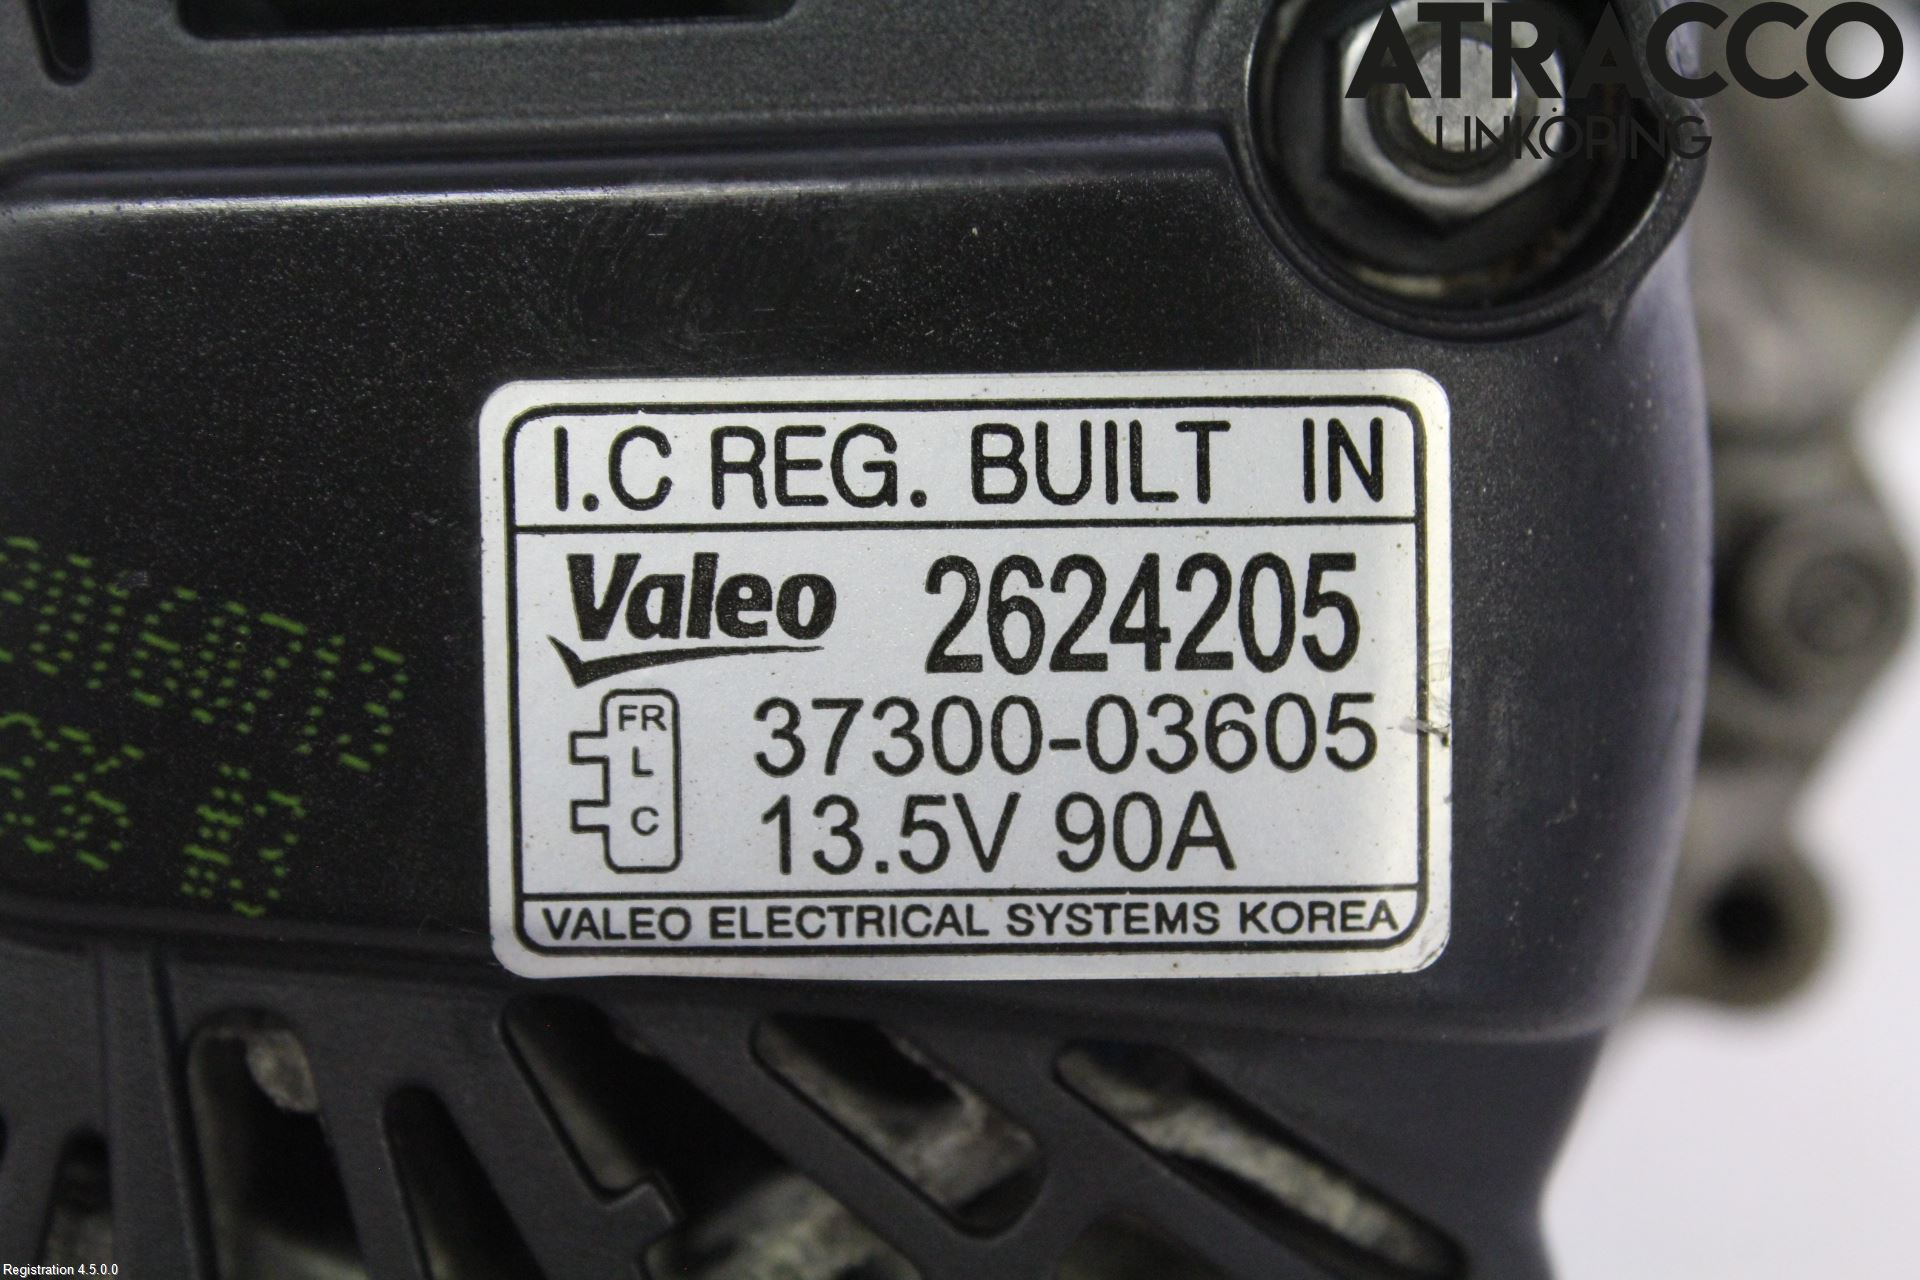 ATRACCO
LINKÖPING
I.C REG. BUILT IN
Valeo 2624205
FR
37300-03605
L
C
13.5V 90A
VALEO ELECTRICAL SYSTEMS KOREA
Registration 4.5.0.0